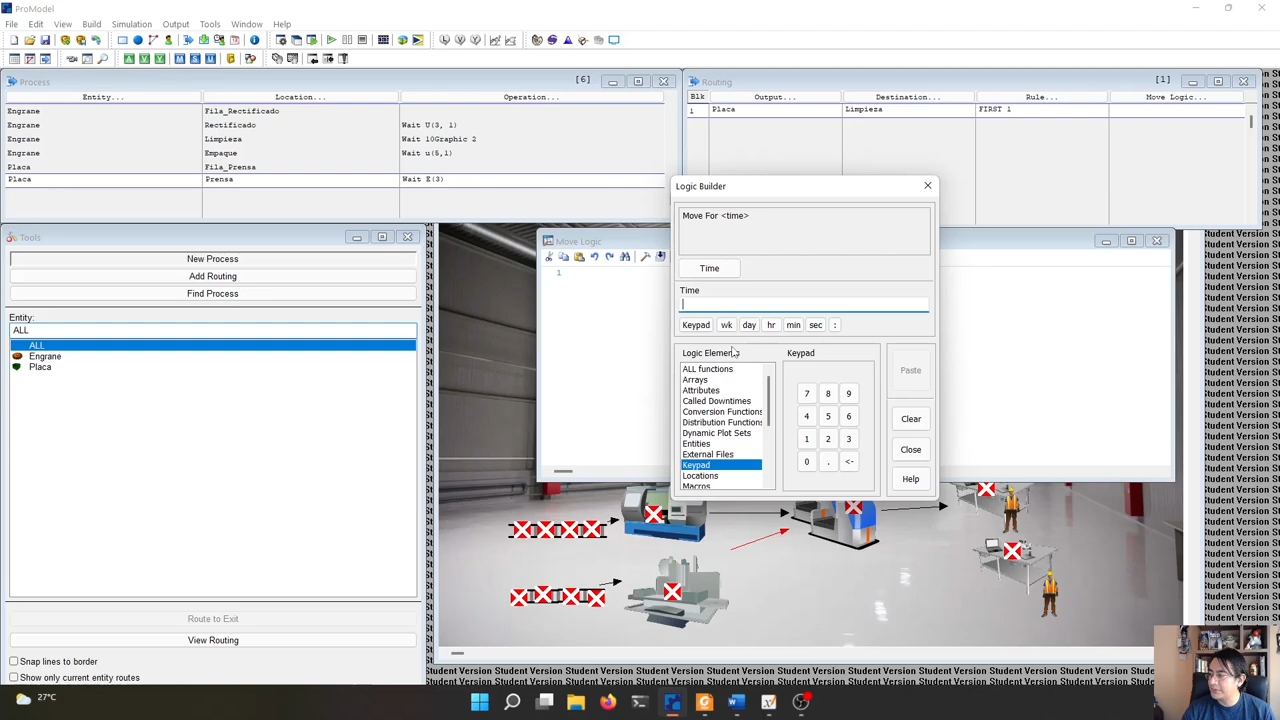 ProModel
File Edit View Build Simulation Output Tools Window Help
Process [6]
Entity... Location... Operation...
Engrane Fila_Rectificado
Engrane Rectificado Wait U(3, 1)
Engrane Limpieza Wait 10Graphic 2
Engrane Empaque Wait u(5,1)
Placa Fila_Prensa
Placa Prensa Wait E(3)
Routing [1]
Blk Output... Destination... Rule... Move Logic...
1 Placa Limpieza FIRST 1
Tools
New Process
Add Routing
Find Process
Entity:
ALL
ALL
Engrane
Placa
Route to Exit
View Routing
Snap lines to border
Show only current entity routes
Move Logic
1
Logic Builder
Move For <time>
Time
Time
Keypad wk day hr min sec :
Logic Elements
ALL functions
Arrays
Attributes
Called Downtimes
Conversion Functions
Distribution Functions
Dynamic Plot Sets
Entities
External Files
Keypad
Locations
Macros
Keypad
7 8 9
4 5 6
1 2 3
0 . <-
Paste
Clear
Close
Help
Student Version Student Version Student Version Student Version Student Version Student Version Student Version Student Version Student Version
27°C